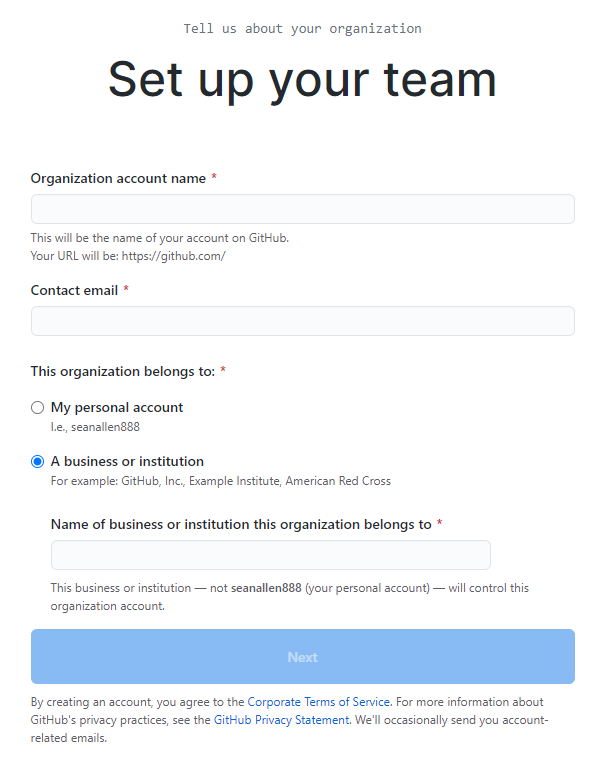 Tell us about your organization
Set up your team
Organization account name *
This will be the name of your account on GitHub.
Your URL will be: https://github.com/
Contact email *
This organization belongs to: *
My personal account
I.e., seanallen888
A business or institution
For example: GitHub, Inc., Example Institute, American Red Cross
Name of business or institution this organization belongs to *
This business or institution — not seanallen888 (your personal account) — will control this
organization account.
Next
By creating an account, you agree to the Corporate Terms of Service. For more information about
GitHub's privacy practices, see the GitHub Privacy Statement. We'll occasionally send you account-
related emails.